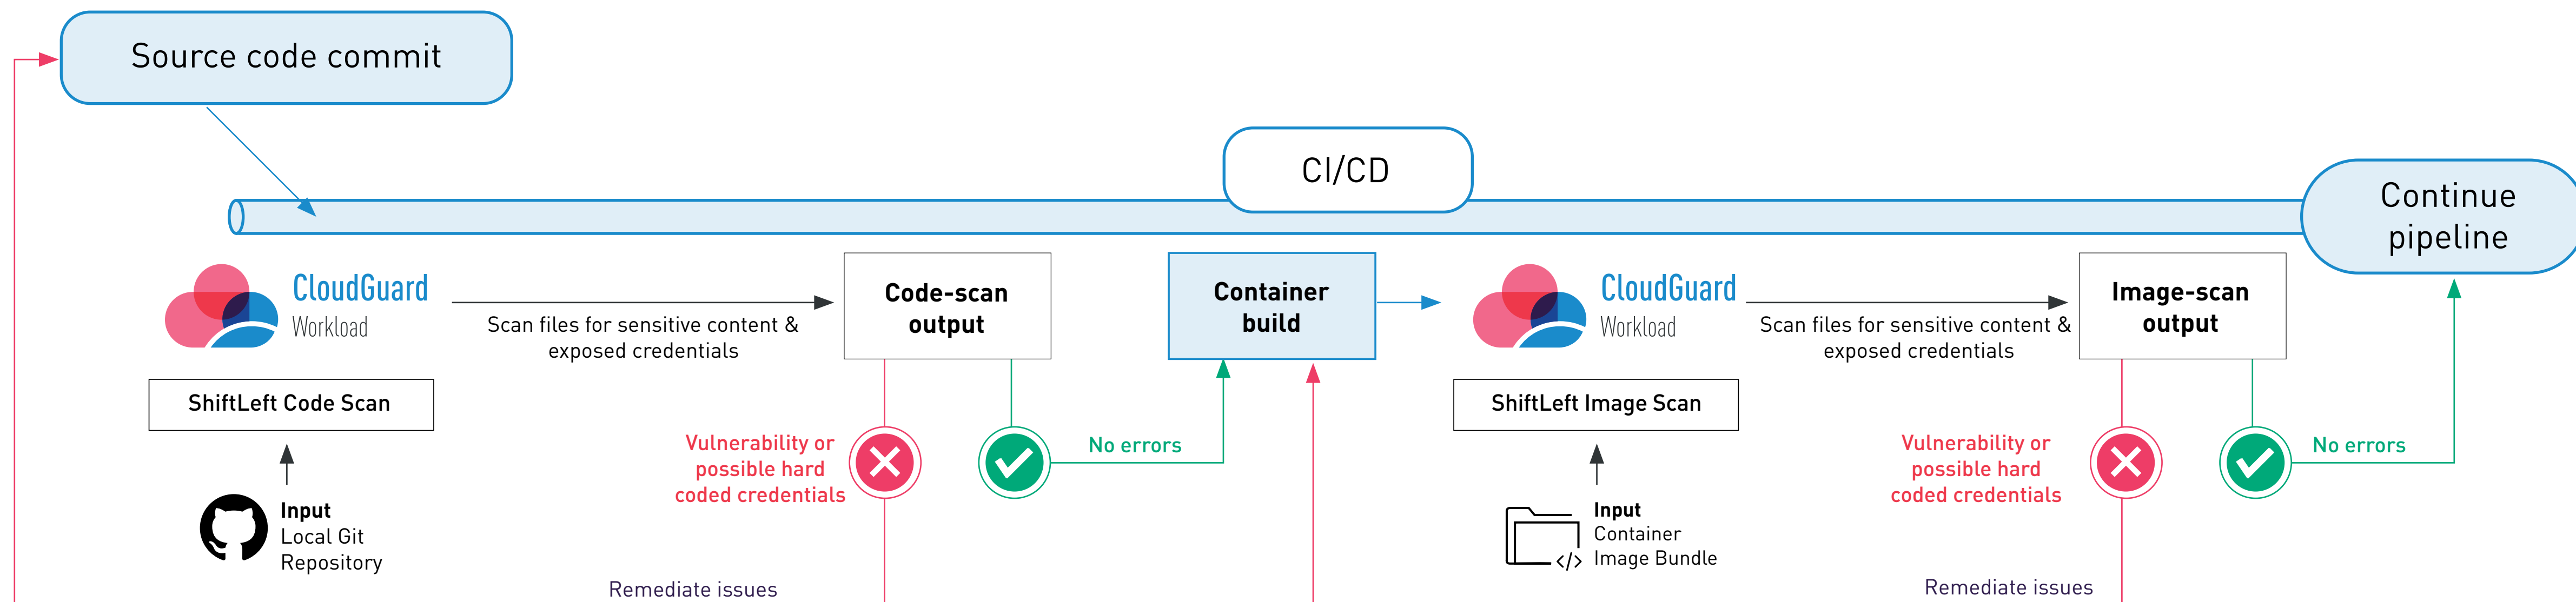 Source code commit
CI/CD
Continue
pipeline
CloudGuard
Workload
Scan files for sensitive content &
exposed credentials
Code-scan
output
Container
build
CloudGuard
Workload
Scan files for sensitive content &
exposed credentials
Image-scan
output
ShiftLeft Code Scan
ShiftLeft Image Scan
Vulnerability or
possible hard
coded credentials
No errors
Vulnerability or
possible hard
coded credentials
No errors
Input
Local Git
Repository
Input
Container
Image Bundle
</>
Remediate issues
Remediate issues